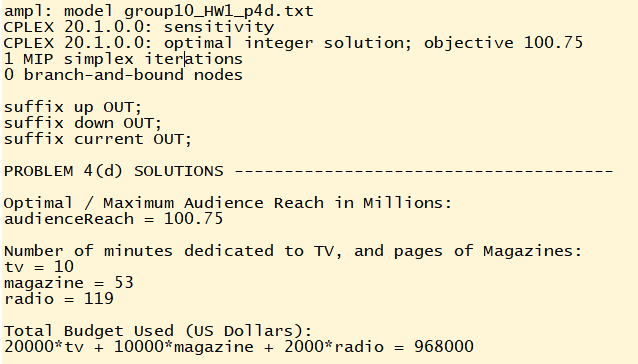 ampl: model group10_HW1_p4d.txt
CPLEX 20.1.0.0: sensitivity
CPLEX 20.1.0.0: optimal integer solution; objective 100.75
1 MIP simplex iterations
0 branch-and-bound nodes
suffix up OUT;
suffix down OUT;
suffix current OUT;
PROBLEM 4(d) SOLUTIONS --------------------------------------
Optimal / Maximum Audience Reach in Millions:
audienceReach = 100.75
Number of minutes dedicated to TV, and pages of Magazines:
tv = 10
magazine = 53
radio = 119
Total Budget Used (US Dollars):
20000*tv + 10000*magazine + 2000*radio = 968000